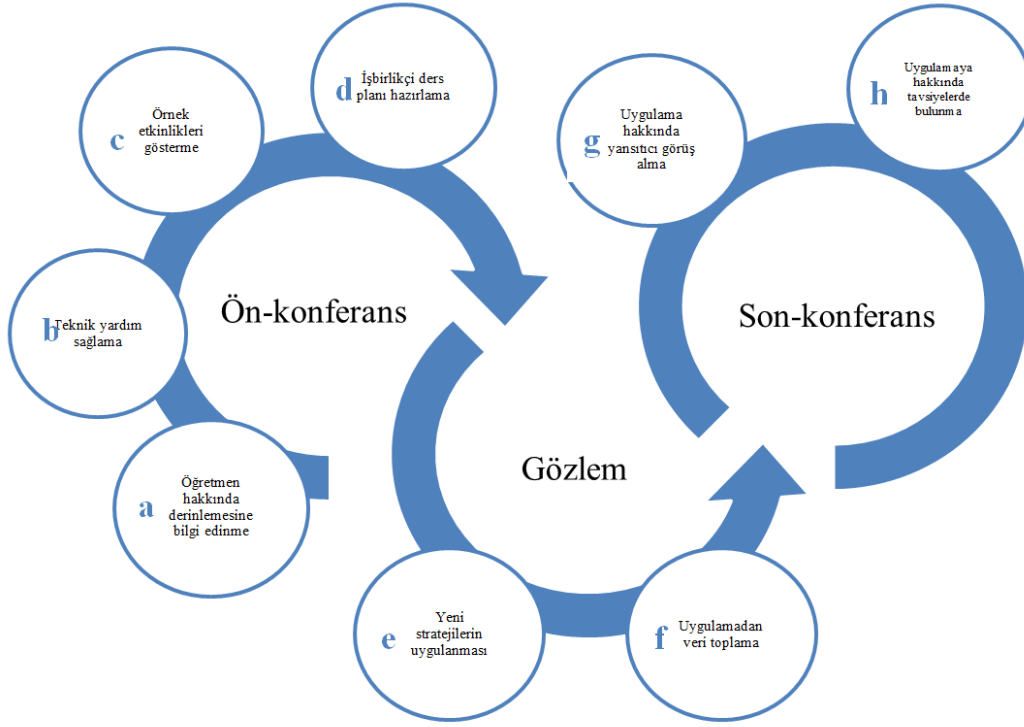 Ön-konferans
a
Öğretmen
hakkında
derinlemesine
bilgi edinme
b
Teknik yardım
sağlama
c
Örnek
etkinlikleri
gösterme
d
İşbirlikçi ders
planı hazırlama
Gözlem
e
Yeni
stratejilerin
uygulanması
f
Uygulamadan
veri toplama
Son-konferans
g
Uygulama
hakkında
yansıtıcı görüş
alma
h
Uygulamaya
hakkında
tavsiyelerde
bulunma